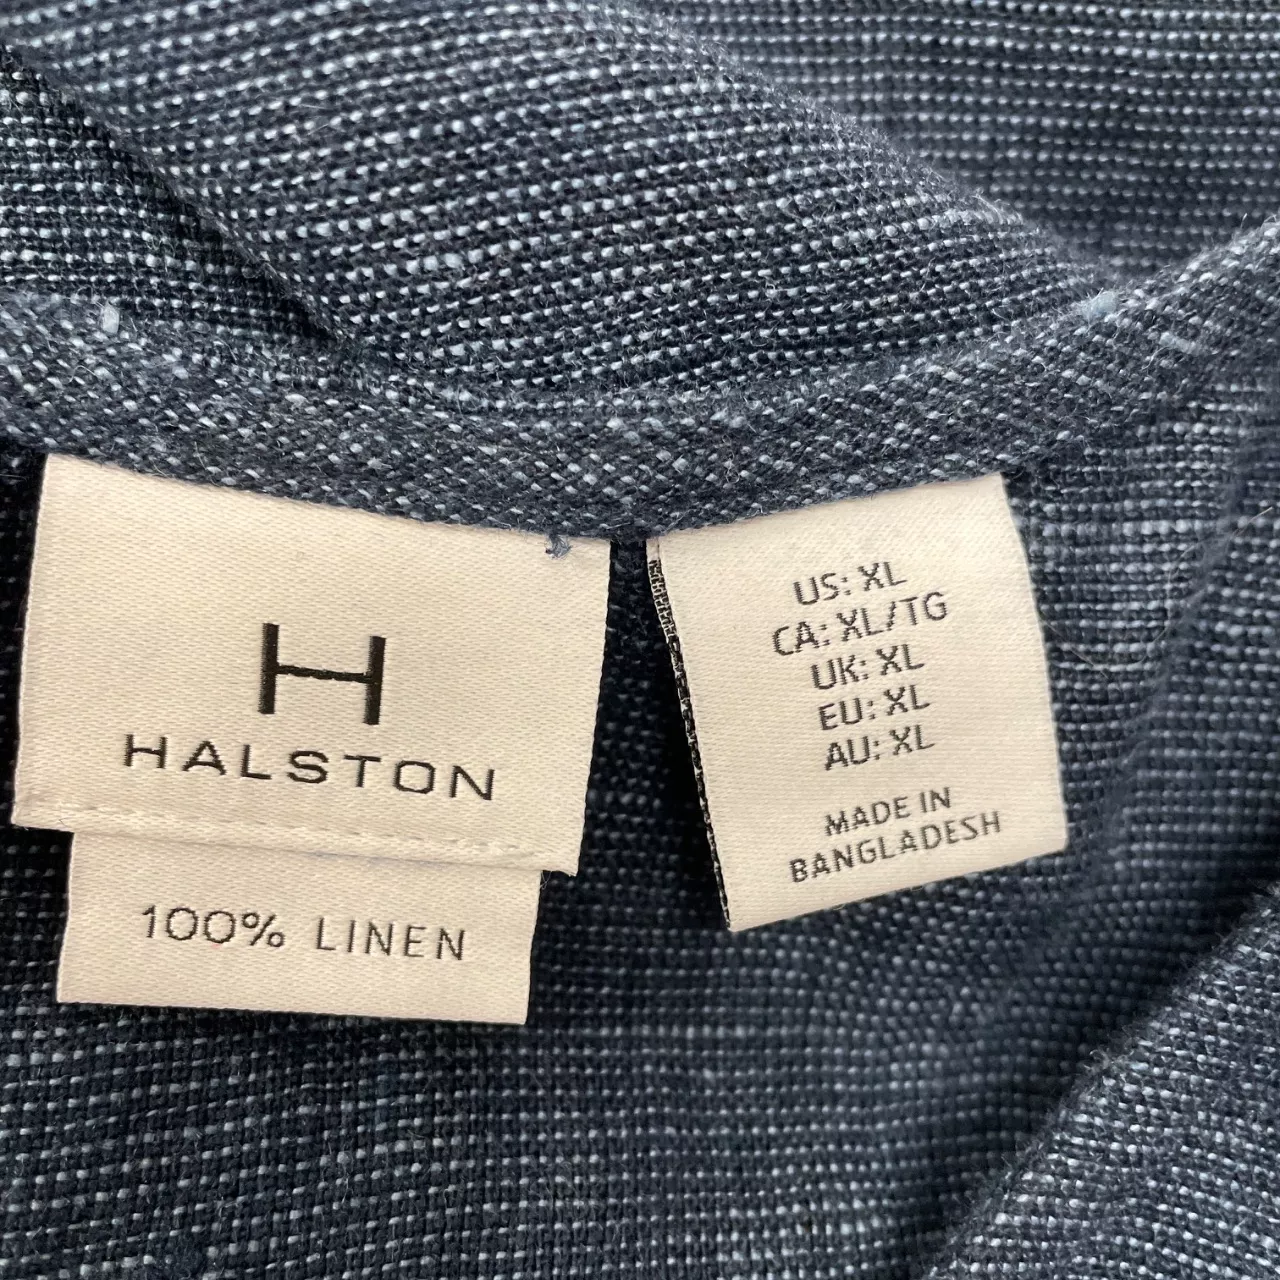 H
HALSTON
100% LINEN
US: XL
CA: XL/TG
UK: XL
EU: XL
AU: XL
MADE IN
BANGLADESH